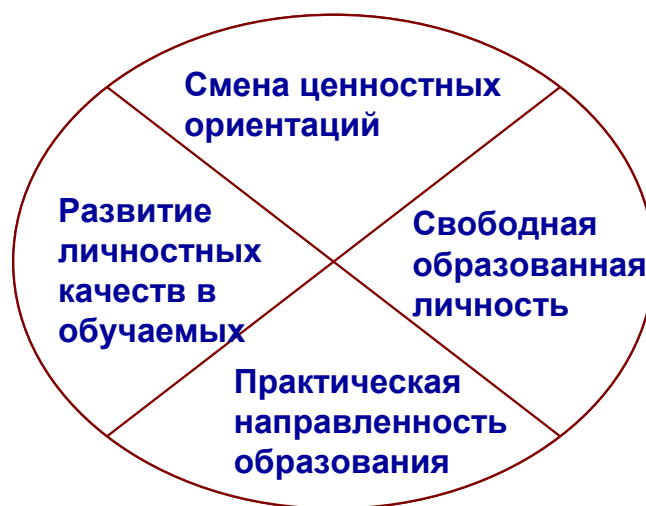 Смена ценностных
ориентаций
Развитие
личностных
качеств в
обучаемых
Свободная
образованная
личность
Практическая
направленность
образования